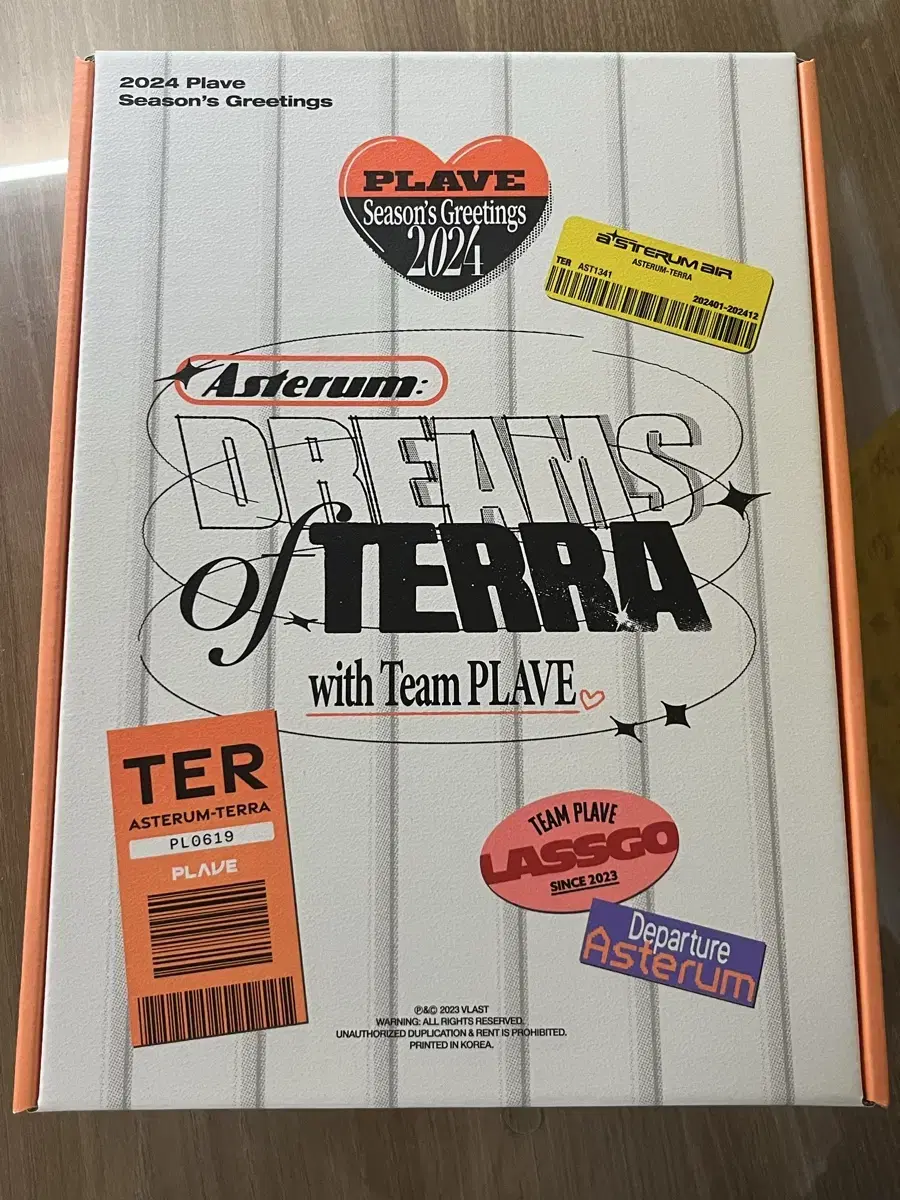 2024 Plave
Season's Greetings
PLAVE
Season's Greetings
2024
asterum air
ASTERUM-TERRA
TER AST1341
202401-202412
Asterum:
DREAMS
of TERRA
with Team PLAVE
TER
ASTERUM-TERRA
PL0619
PLAVE
TEAM PLAVE
LASSGO
SINCE 2023
Departure
Asterum
℗&© 2023 VLAST
WARNING: ALL RIGHTS RESERVED.
UNAUTHORIZED DUPLICATION & RENT IS PROHIBITED.
PRINTED IN KOREA.